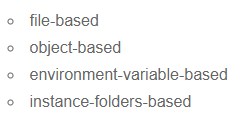 file-based
object-based
environment-variable-based
instance-folders-based